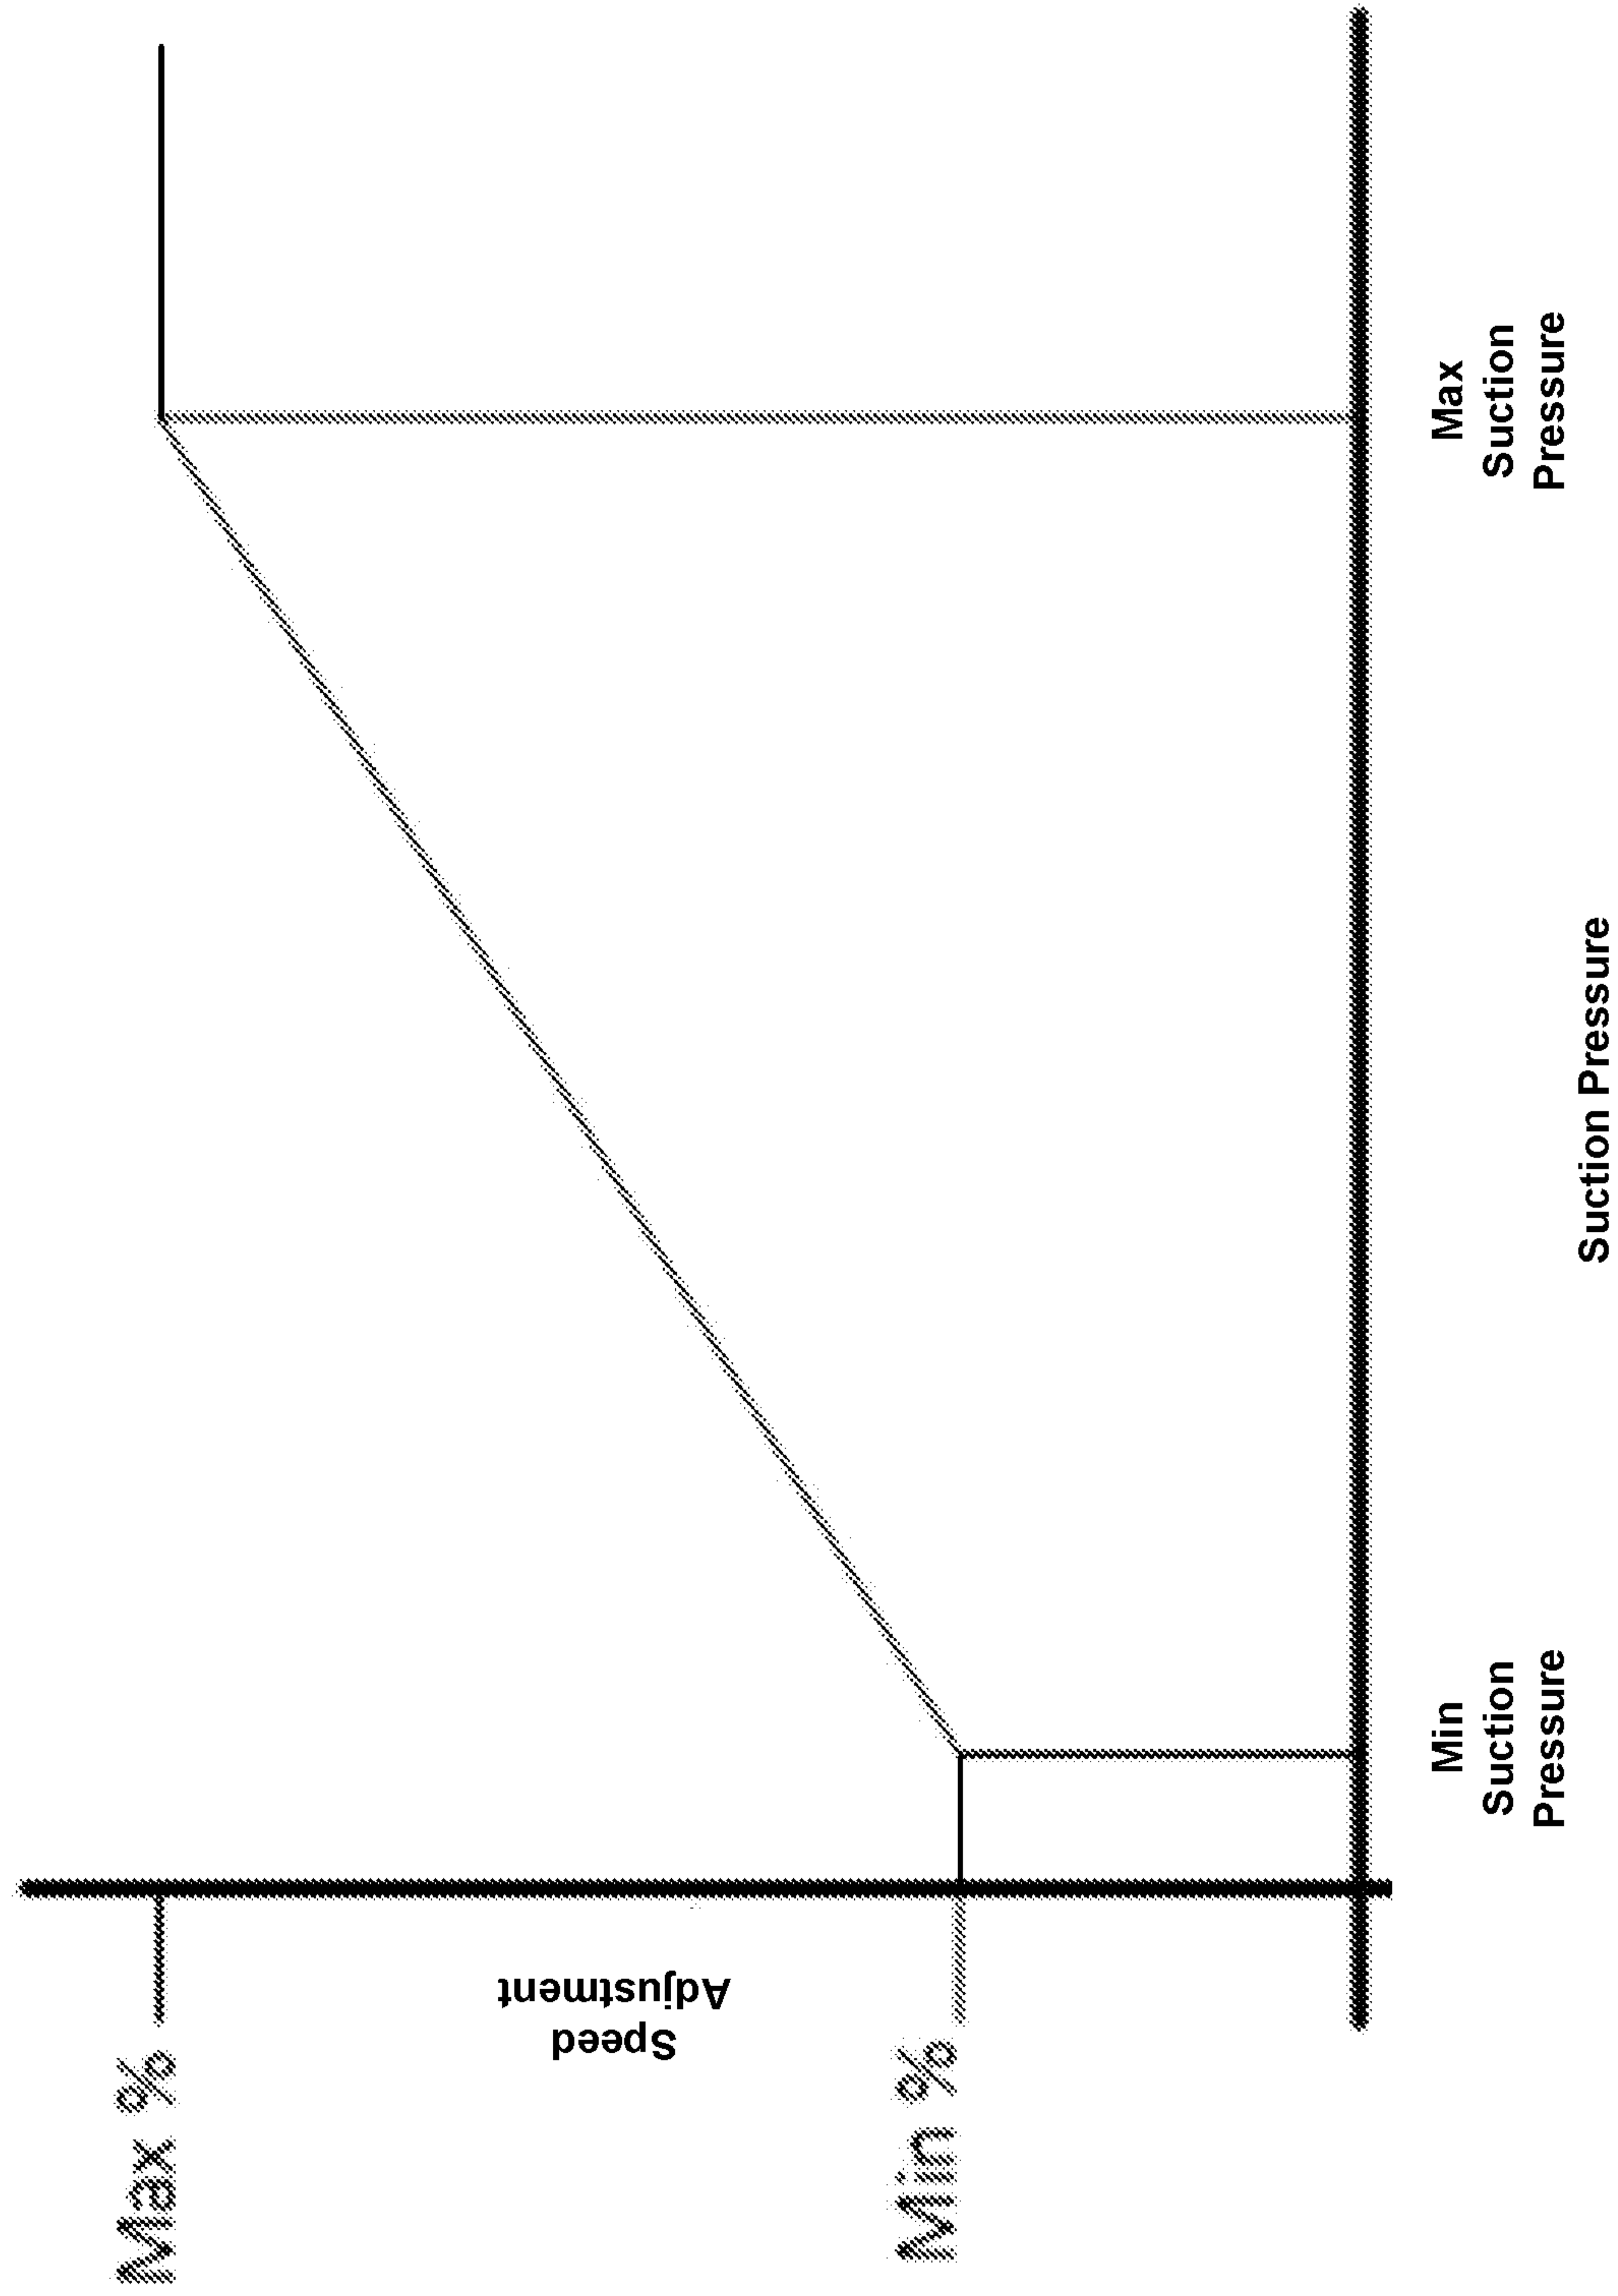 Max %
Speed
Adjustment
Min %
Min
Suction
Pressure
Max
Suction
Pressure
Suction Pressure